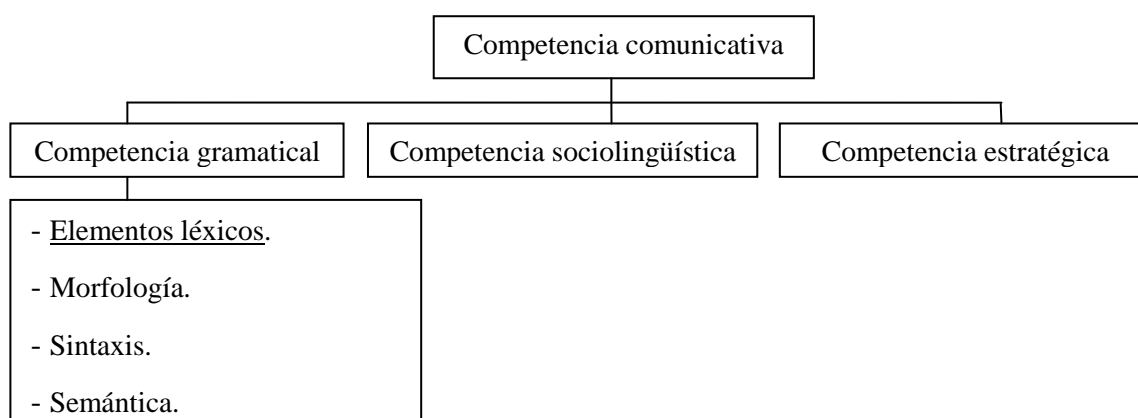 Competencia comunicativa
Competencia gramatical
Competencia sociolingüística
Competencia estratégica
- Elementos léxicos.
- Morfología.
- Sintaxis.
- Semántica.